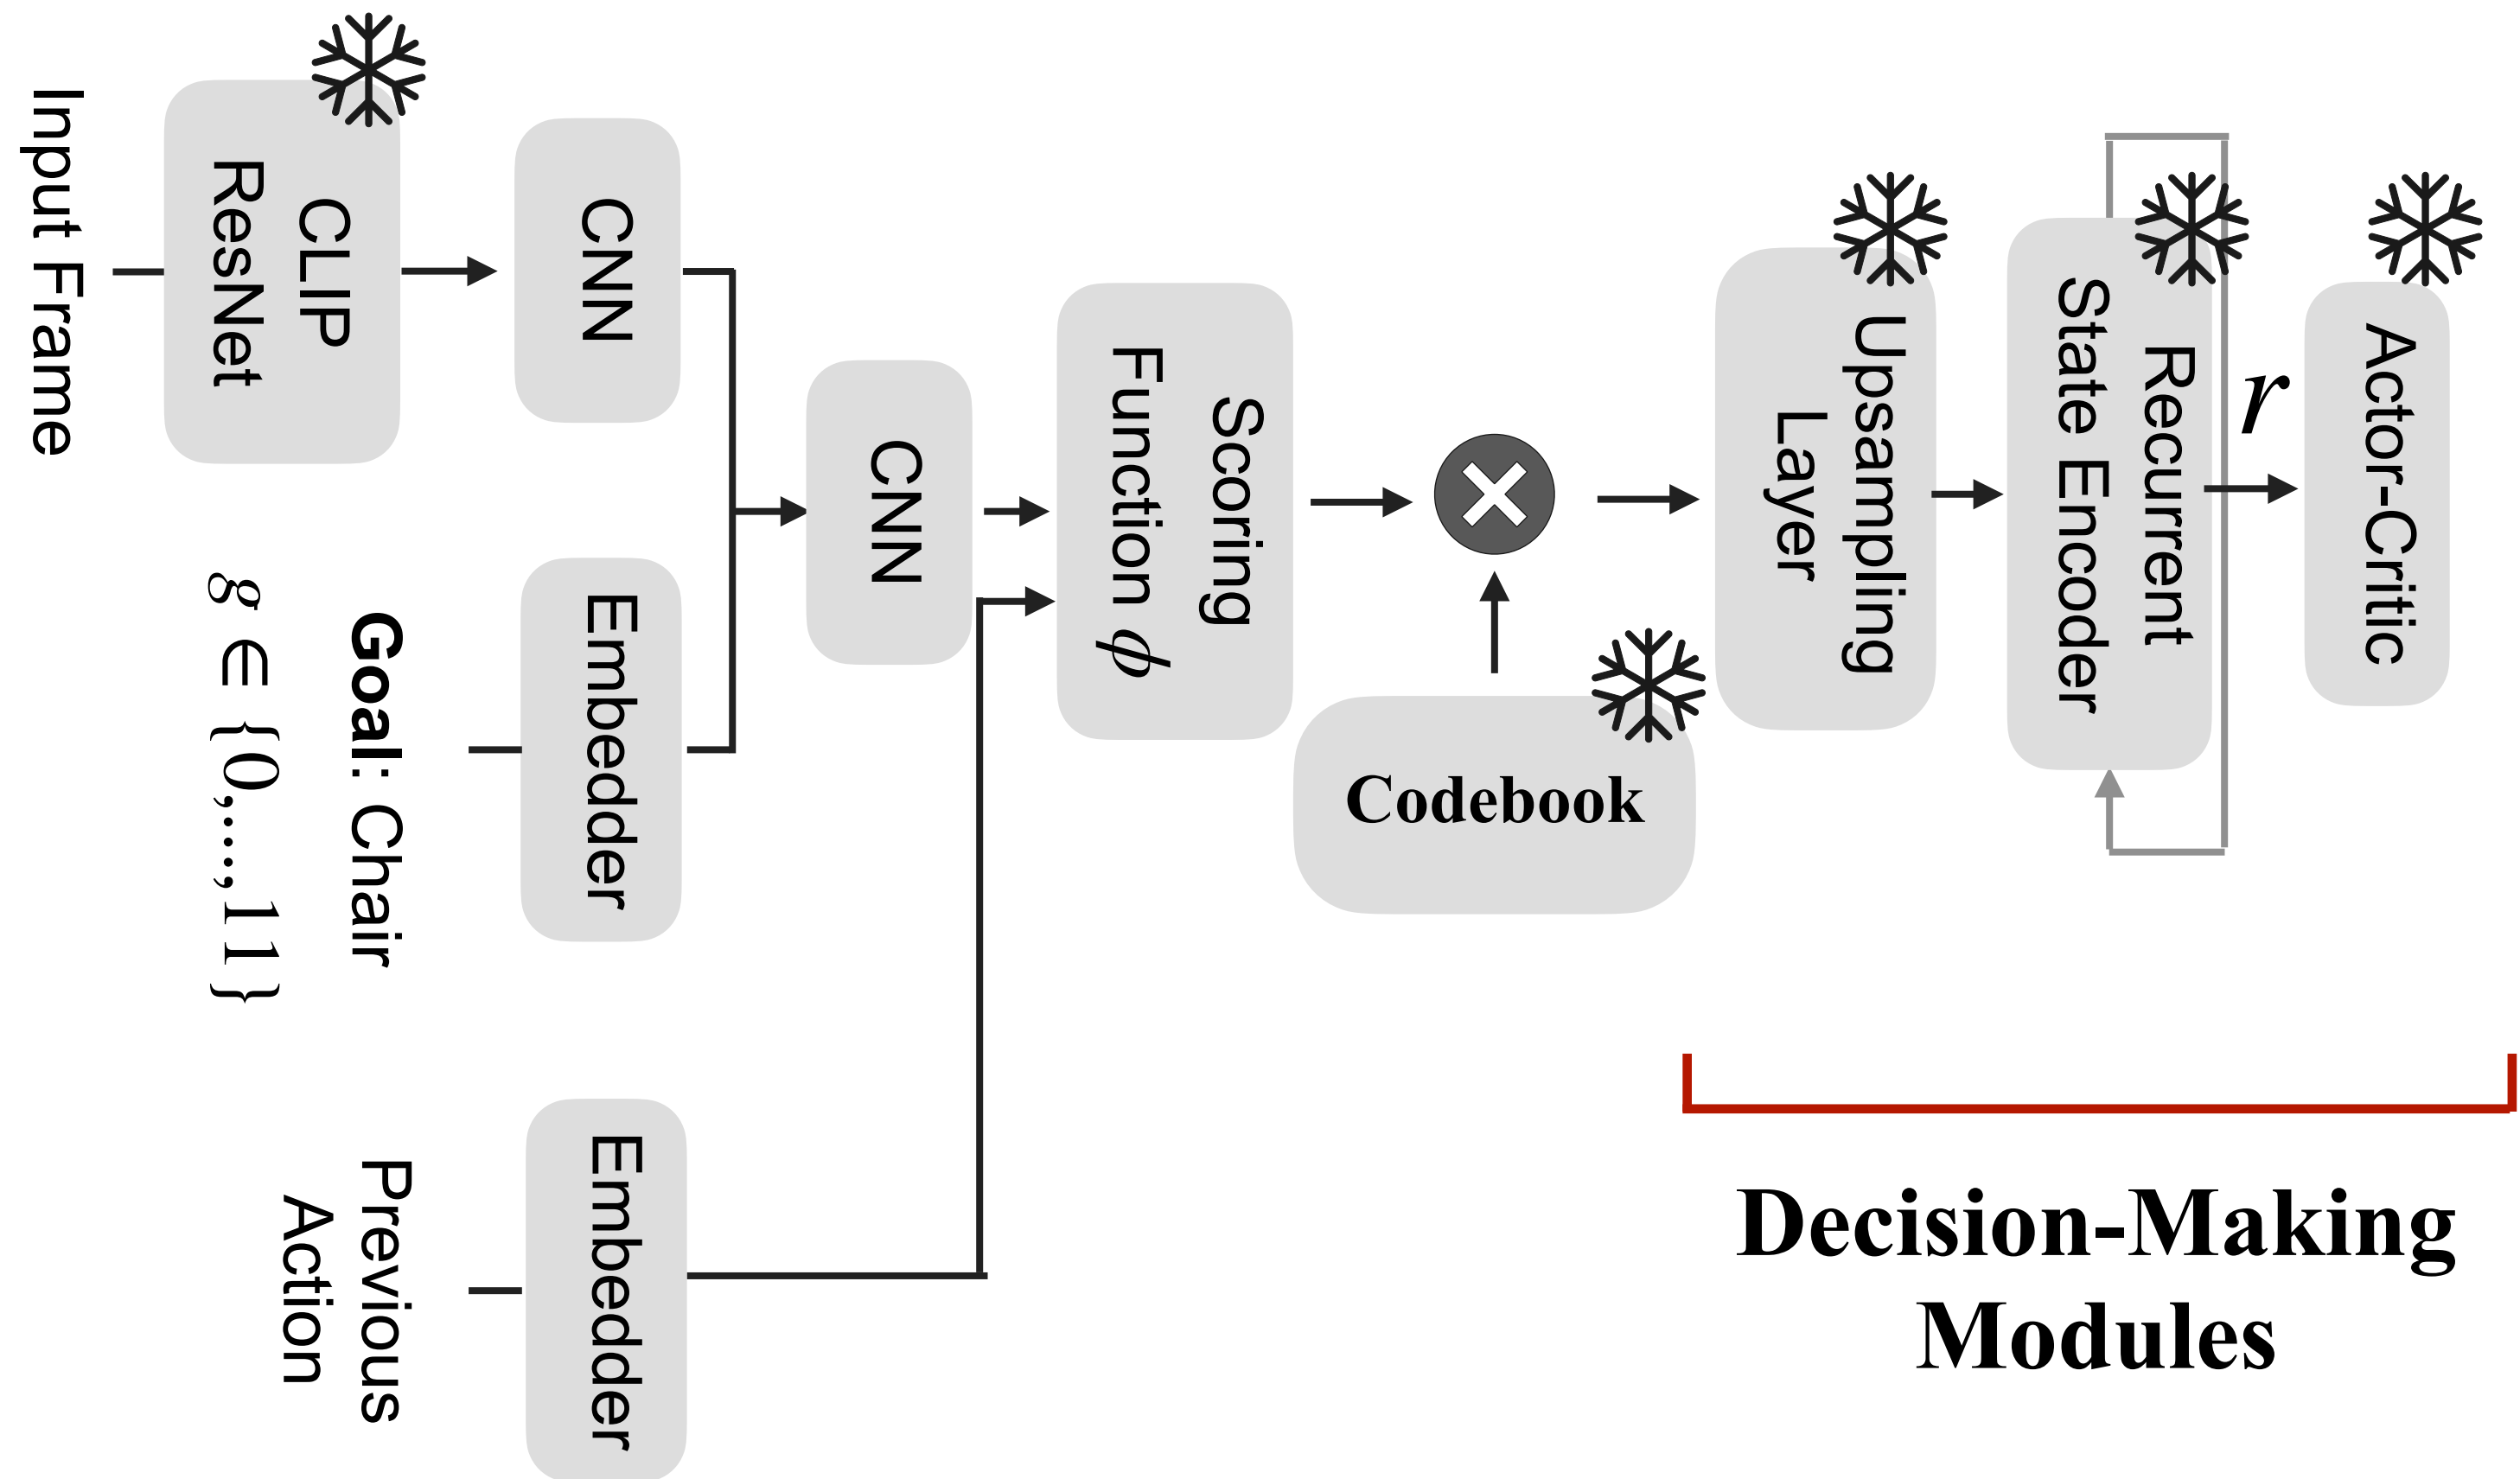 Input Frame
CLIP
ResNet
CNN
Goal: Chair
g ∈ {0,...,11}
Embedder
Previous
Action
Embedder
CNN
Scoring
Function ϕ
Codebook
Upsampling
Layer
Recurrent
State Encoder
r
Actor-Critic
Decision-Making
Modules